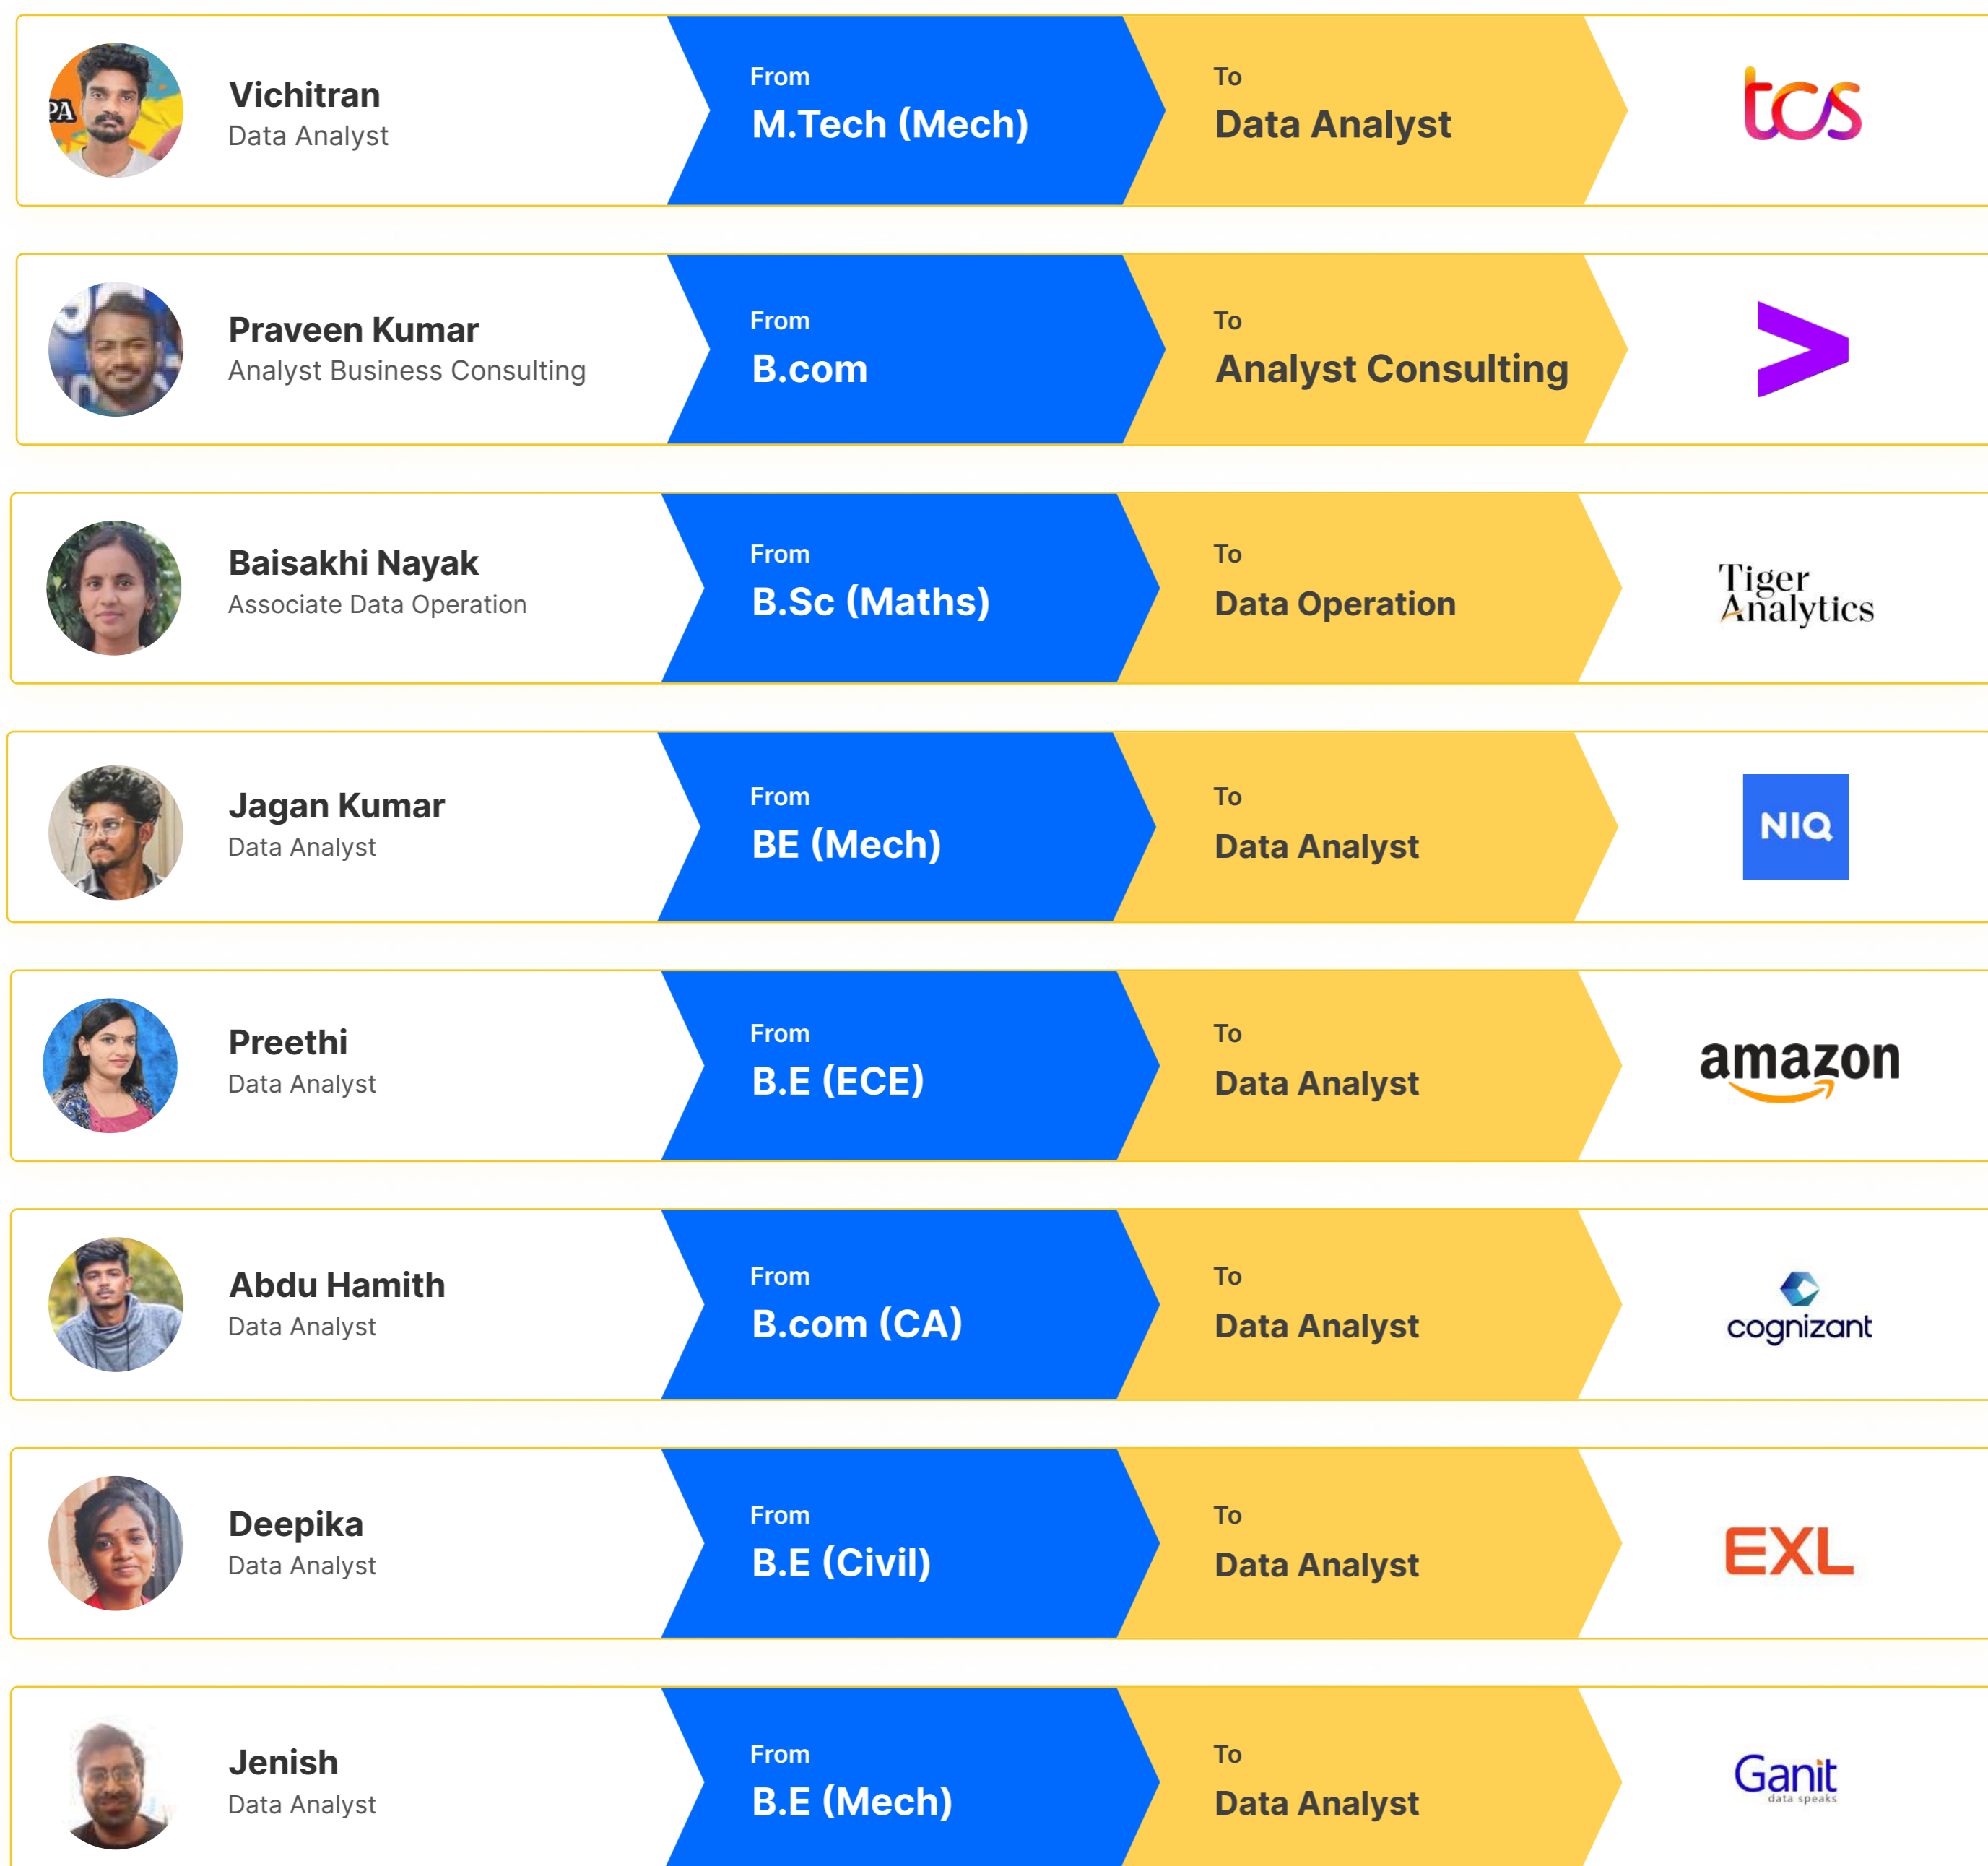 PA
Vichitran
Data Analyst
From
M.Tech (Mech)
To
Data Analyst
tcs
Praveen Kumar
Analyst Business Consulting
From
B.com
To
Analyst Consulting
Baisakhi Nayak
Associate Data Operation
From
B.Sc (Maths)
To
Data Operation
Tiger
Analytics
Jagan Kumar
Data Analyst
From
BE (Mech)
To
Data Analyst
NIQ
Preethi
Data Analyst
From
B.E (ECE)
To
Data Analyst
amazon
Abdu Hamith
Data Analyst
From
B.com (CA)
To
Data Analyst
cognizant
Deepika
Data Analyst
From
B.E (Civil)
To
Data Analyst
EXL
Jenish
Data Analyst
From
B.E (Mech)
To
Data Analyst
Ganit
data speaks